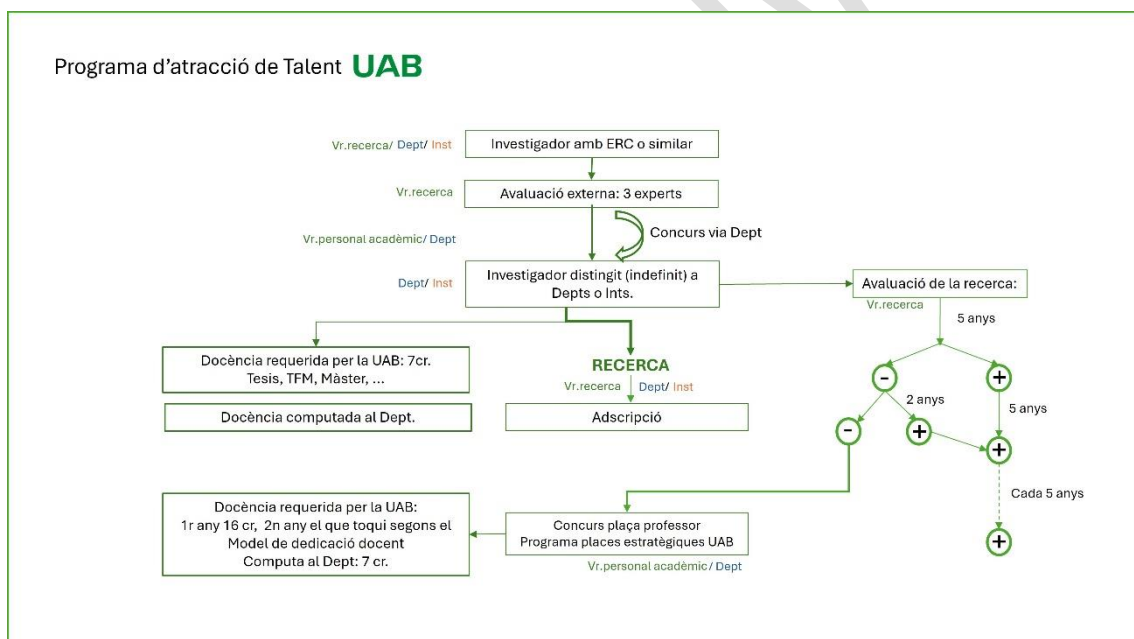 Programa d'atracció de Talent UAB
Vr.recerca/ Dept/ Inst
Investigador amb ERC o similar
Vr.recerca
Avaluació externa: 3 experts
Vr.personal acadèmic/ Dept
Concurs via Dept
Dept/ Inst
Investigador distingit (indefinit) a
Depts o Ints.
Avaluació de la recerca:
Vr.recerca
5 anys
Docència requerida per la UAB: 7cr.
Tesis, TFM, Màster, ...
Docència computada al Dept.
RECERCA
Vr.recerca
Dept/ Inst
Adscripció
-
+
2 anys
5 anys
-
+
+
Cada 5 anys
+
Docència requerida per la UAB:
1r any 16 cr, 2n any el que toqui segons el
Model de dedicació docent
Computa al Dept: 7 cr.
Concurs plaça professor
Programa places estratègiques UAB
Vr.personal acadèmic/ Dept